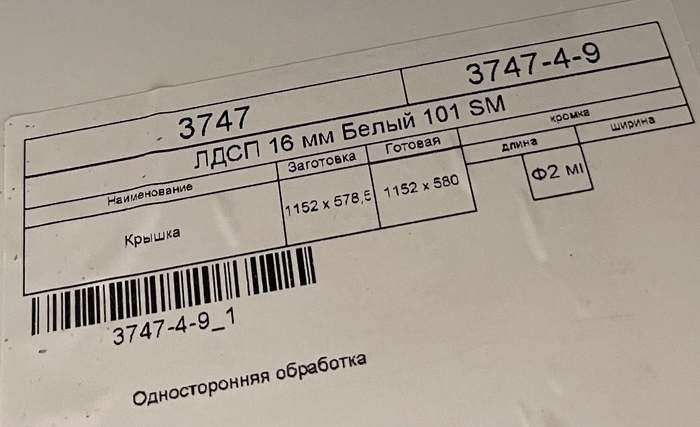 3747 3747-4-9
ЛДСП 16 мм Белый 101 SM
Наименование Заготовка Готовая кромка
длина ширина
Крышка 1152 x 578,5 1152 x 580 Ф2 мі
3747-4-9_1
Односторонняя обработка